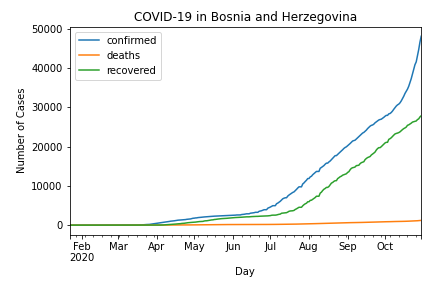 COVID-19 in Bosnia and Herzegovina
confirmed
deaths
recovered
Number of Cases
50000
40000
30000
20000
10000
0
Feb Mar Apr May Jun Jul Aug Sep Oct
2020
Day